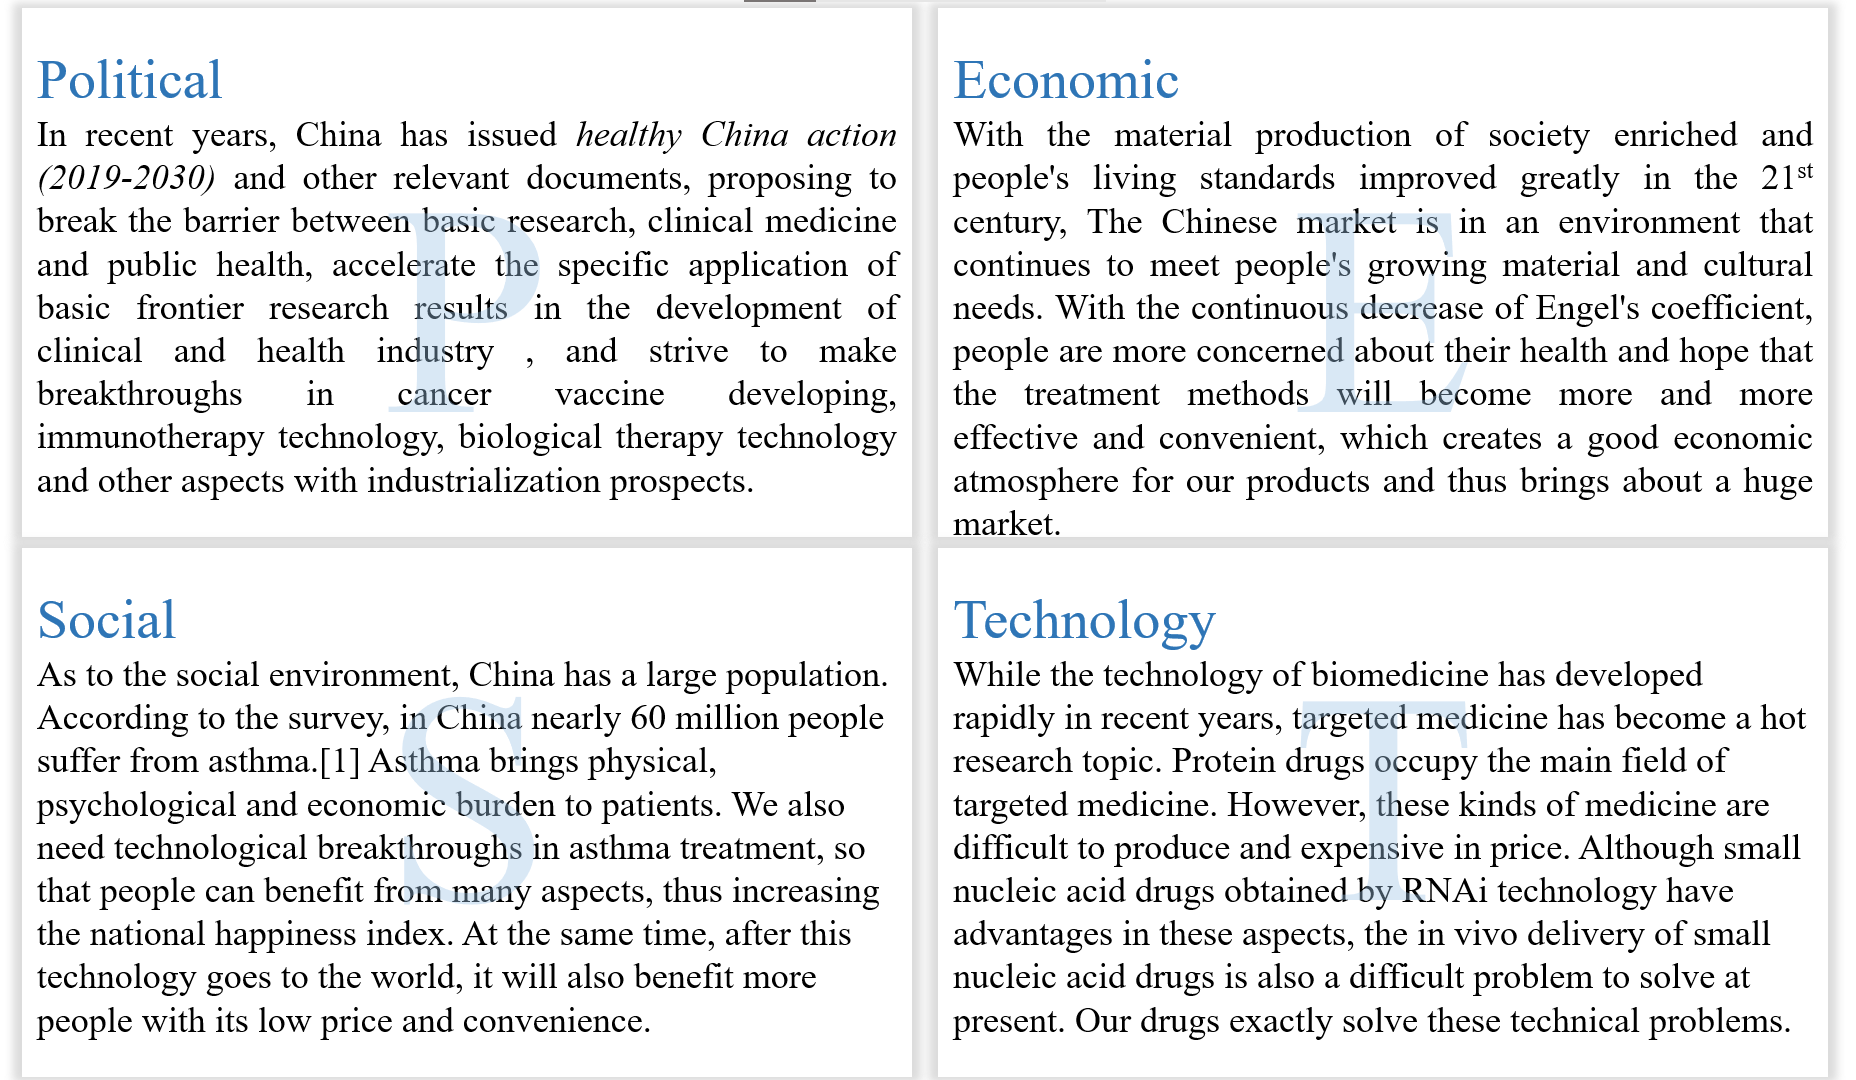 Political
In recent years, China has issued healthy China action
(2019-2030) and other relevant documents, proposing to
break the barrier between basic research, clinical medicine
and public health, accelerate the specific application of
basic frontier research results in the development of
clinical and health industry , and strive to make
breakthroughs in cancer vaccine developing,
immunotherapy technology, biological therapy technology
and other aspects with industrialization prospects.
P
Economic
With the material production of society enriched and
people's living standards improved greatly in the 21st
century, The Chinese market is in an environment that
continues to meet people's growing material and cultural
needs. With the continuous decrease of Engel's coefficient,
people are more concerned about their health and hope that
the treatment methods will become more and more
effective and convenient, which creates a good economic
atmosphere for our products and thus brings about a huge
market.
E
Social
As to the social environment, China has a large population.
According to the survey, in China nearly 60 million people
suffer from asthma.[1] Asthma brings physical,
psychological and economic burden to patients. We also
need technological breakthroughs in asthma treatment, so
that people can benefit from many aspects, thus increasing
the national happiness index. At the same time, after this
technology goes to the world, it will also benefit more
people with its low price and convenience.
S
Technology
While the technology of biomedicine has developed
rapidly in recent years, targeted medicine has become a hot
research topic. Protein drugs occupy the main field of
targeted medicine. However, these kinds of medicine are
difficult to produce and expensive in price. Although small
nucleic acid drugs obtained by RNAi technology have
advantages in these aspects, the in vivo delivery of small
nucleic acid drugs is also a difficult problem to solve at
present. Our drugs exactly solve these technical problems.
T